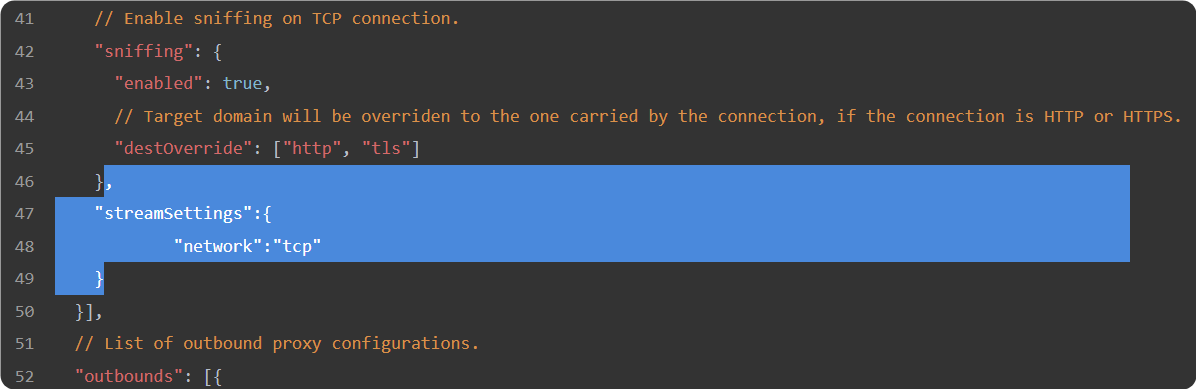 41 // Enable sniffing on TCP connection.
42 "sniffing": {
43 "enabled": true,
44 // Target domain will be overriden to the one carried by the connection, if the connection is HTTP or HTTPS.
45 "destOverride": ["http", "tls"]
46 },
47 "streamSettings":{
48 "network":"tcp"
49 }
50 }],
51 // List of outbound proxy configurations.
52 "outbounds": [{